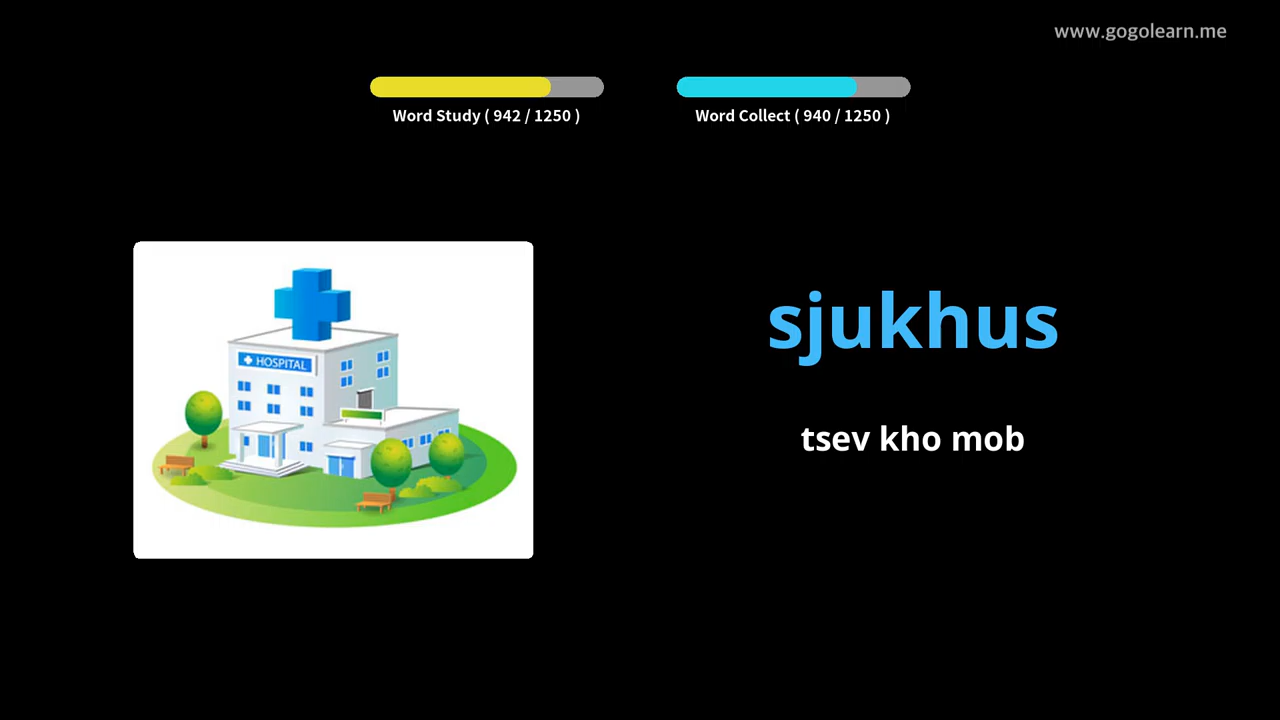 www.gogolearn.me
Word Study ( 942 / 1250 )
Word Collect ( 940 / 1250 )
HOSPITAL
sjukhus
tsev kho mob